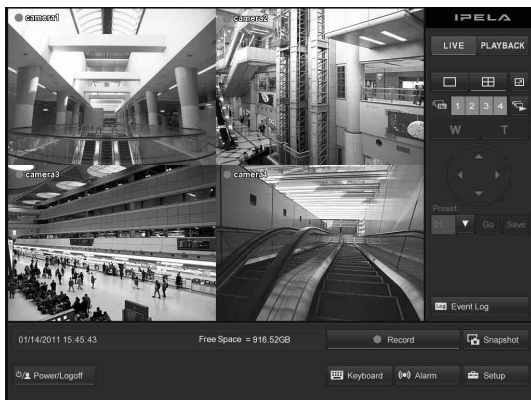 IPELA
camera1
camera2
LIVE PLAYBACK
1 2 3 4
W T
camera3
camera4
Preset
01 Go Save
Log Event Log
01/14/2011 15:45:43 Free Space = 916.52GB Record Snapshot
Power/Logoff Keyboard Alarm Setup